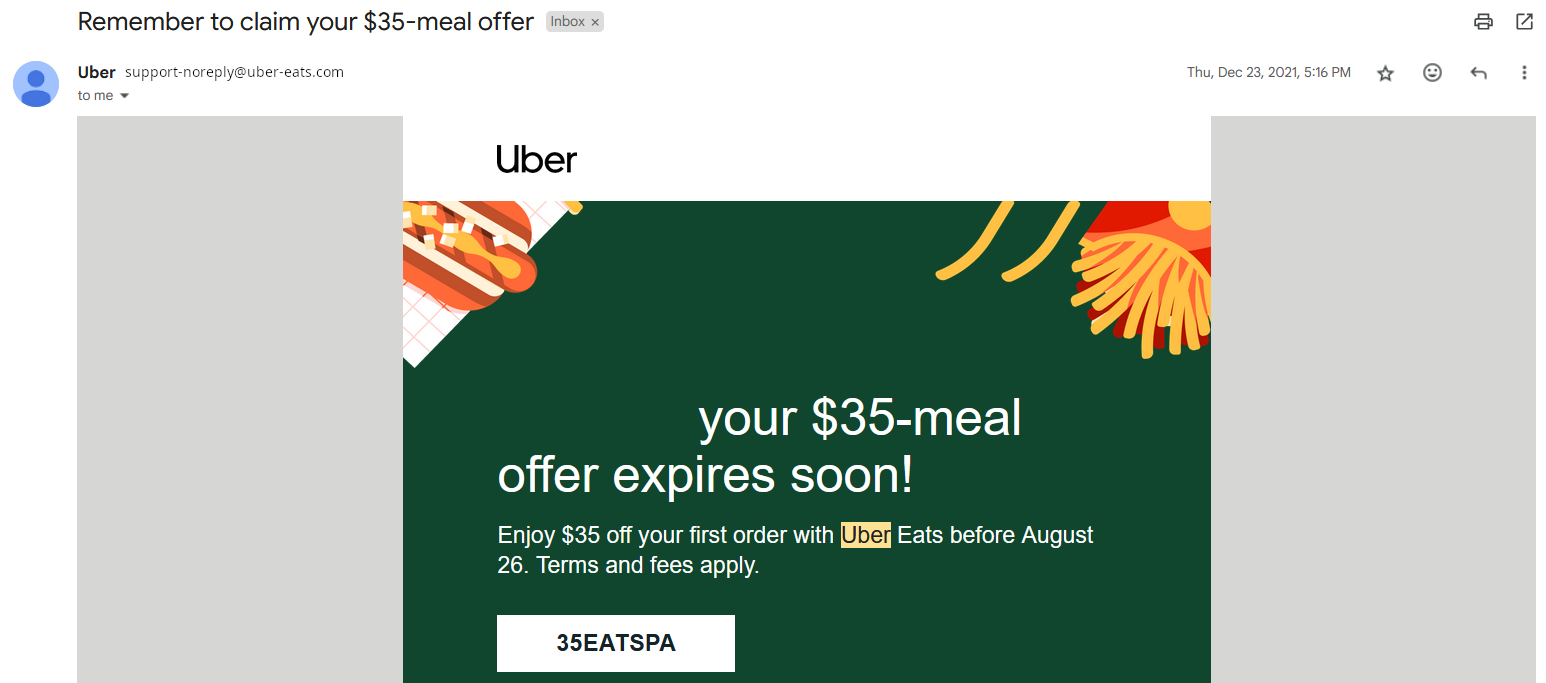 Remember to claim your $35-meal offer Inbox ×
Uber support-noreply@uber-eats.com Thu, Dec 23, 2021, 5:16 PM
to me
Uber
your $35-meal
offer expires soon!
Enjoy $35 off your first order with Uber Eats before August
26. Terms and fees apply.
35EATSPA